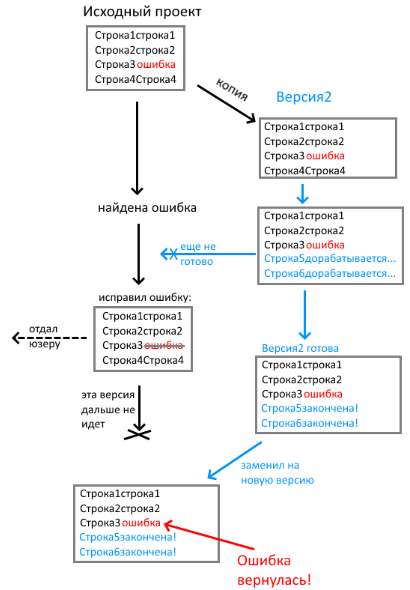 Исходный проект
Строка1строка1
Строка2строка2
Строка3 ошибка
Строка4Строка4
копия
Версия2
Строка1строка1
Строка2строка2
Строка3 ошибка
Строка4Строка4
найдена ошибка
Строка1строка1
Строка2строка2
Строка3 ошибка
Строка5дорабатывается...
Строка6дорабатывается...
еще не
готово
исправил ошибку:
Строка1строка1
Строка2строка2
Строка3 ошибка
Строка4Строка4
отдал
юзеру
Версия2 готова
Строка1строка1
Строка2строка2
Строка3 ошибка
Строка5закончена!
Строка6закончена!
эта версия
дальше не
идет
заменил на
новую версию
Строка1строка1
Строка2строка2
Строка3 ошибка
Строка5закончена!
Строка6закончена!
Ошибка
вернулась!